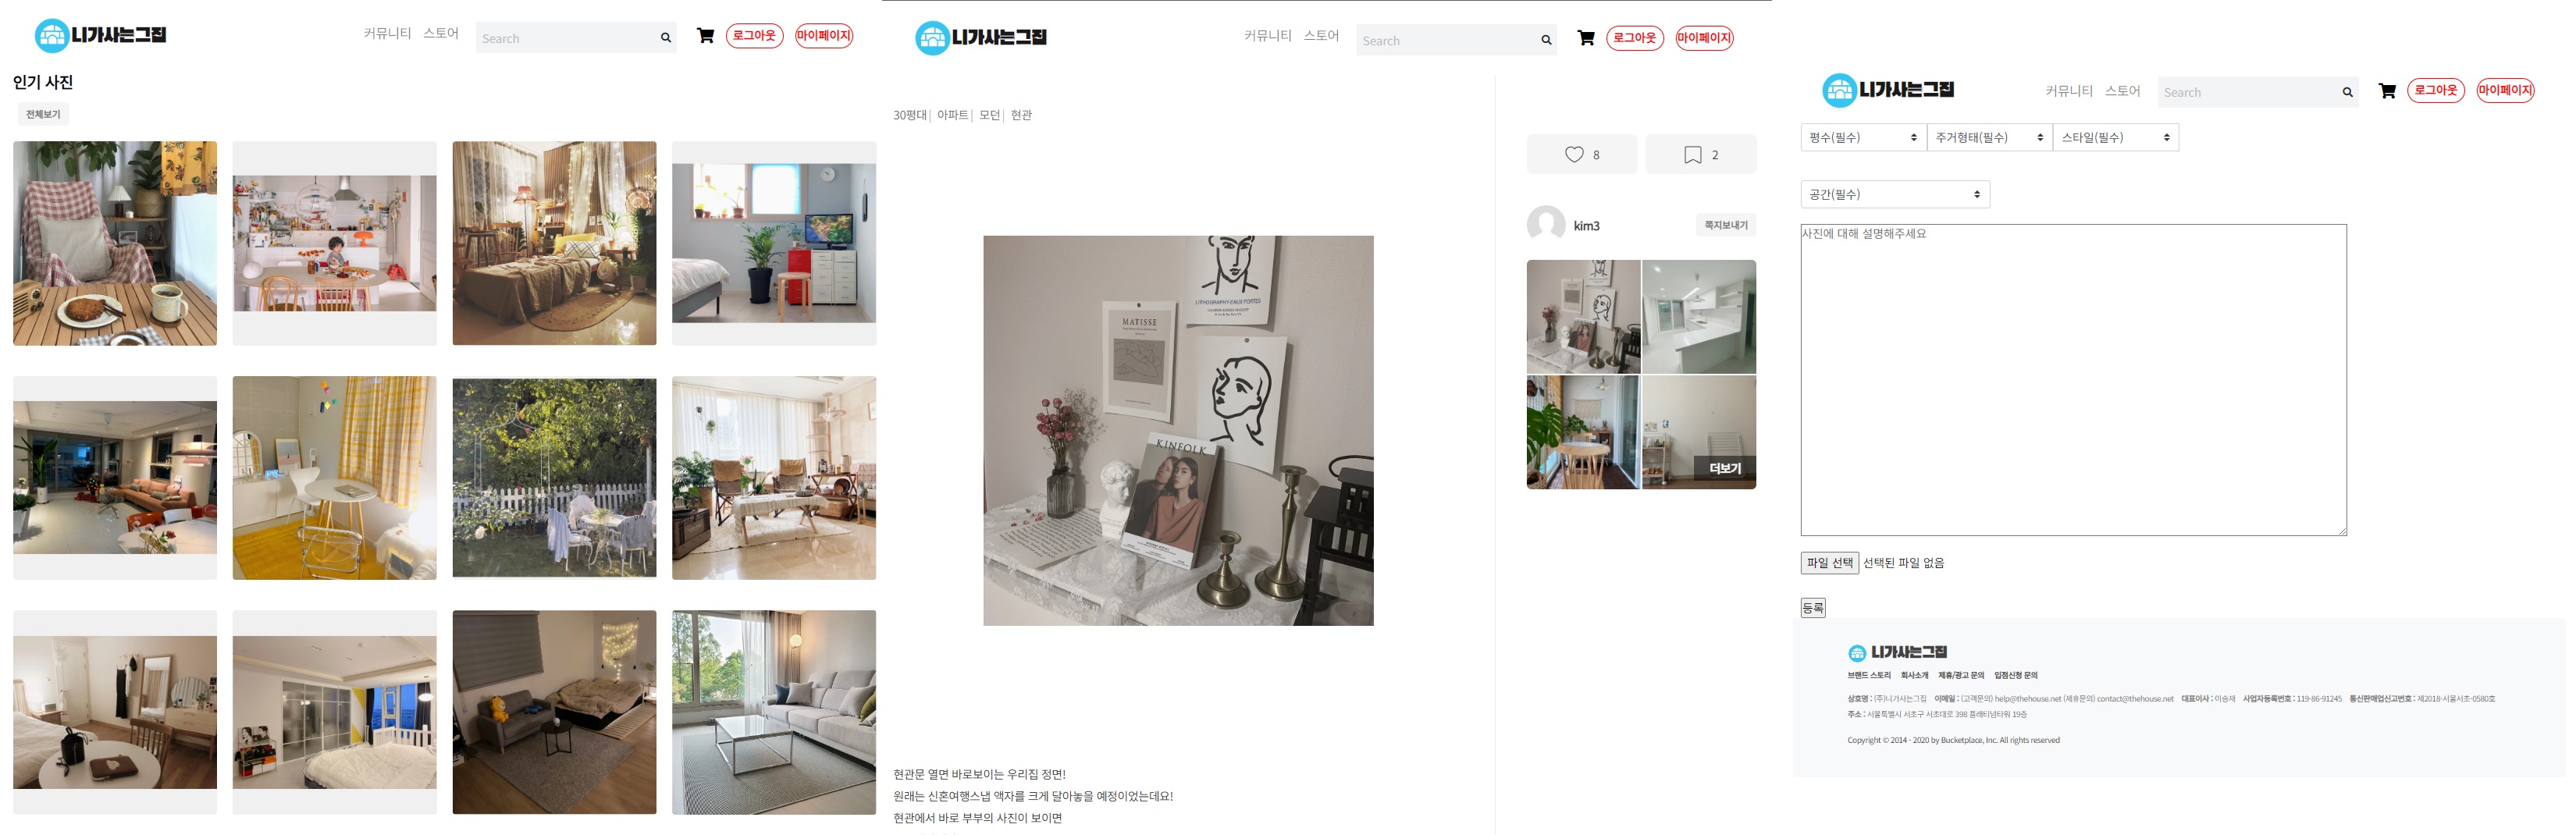 니가사는그집
커뮤니티 스토어 Search 로그아웃 마이페이지
인기 사진
전체보기
니가사는그집
커뮤니티 스토어 Search 로그아웃 마이페이지
30평대 | 아파트 | 모던 | 현관
8 2
kim3 쪽지보내기
MATISSE
KINFOLK
더보기
현관문 열면 바로보이는 우리집 정면!
원래는 신혼여행스냅 액자를 크게 달아놓을 예정이었는데요!
현관에서 바로 부부의 사진이 보이면
니가사는그집
커뮤니티 스토어 Search 로그아웃 마이페이지
평수(필수) 주거형태(필수) 스타일(필수)
공간(필수)
사진에 대해 설명해주세요
파일 선택 선택된 파일 없음
등록
니가사는그집
브랜드 스토리 회사소개 제휴/광고 문의 입점신청 문의
상호명 : (주)니가사는그집 이메일 : (고객문의) help@thehouse.net (제휴문의) contact@thehouse.net 대표이사 : 이승재 사업자등록번호 : 119-86-91245 통신판매업신고번호 : 제2018-서울서초-0580호
주소 : 서울특별시 서초구 서초대로 398 플래티넘타워 19층
Copyright © 2014 - 2020 by Bucketplace, Inc. All rights reserved